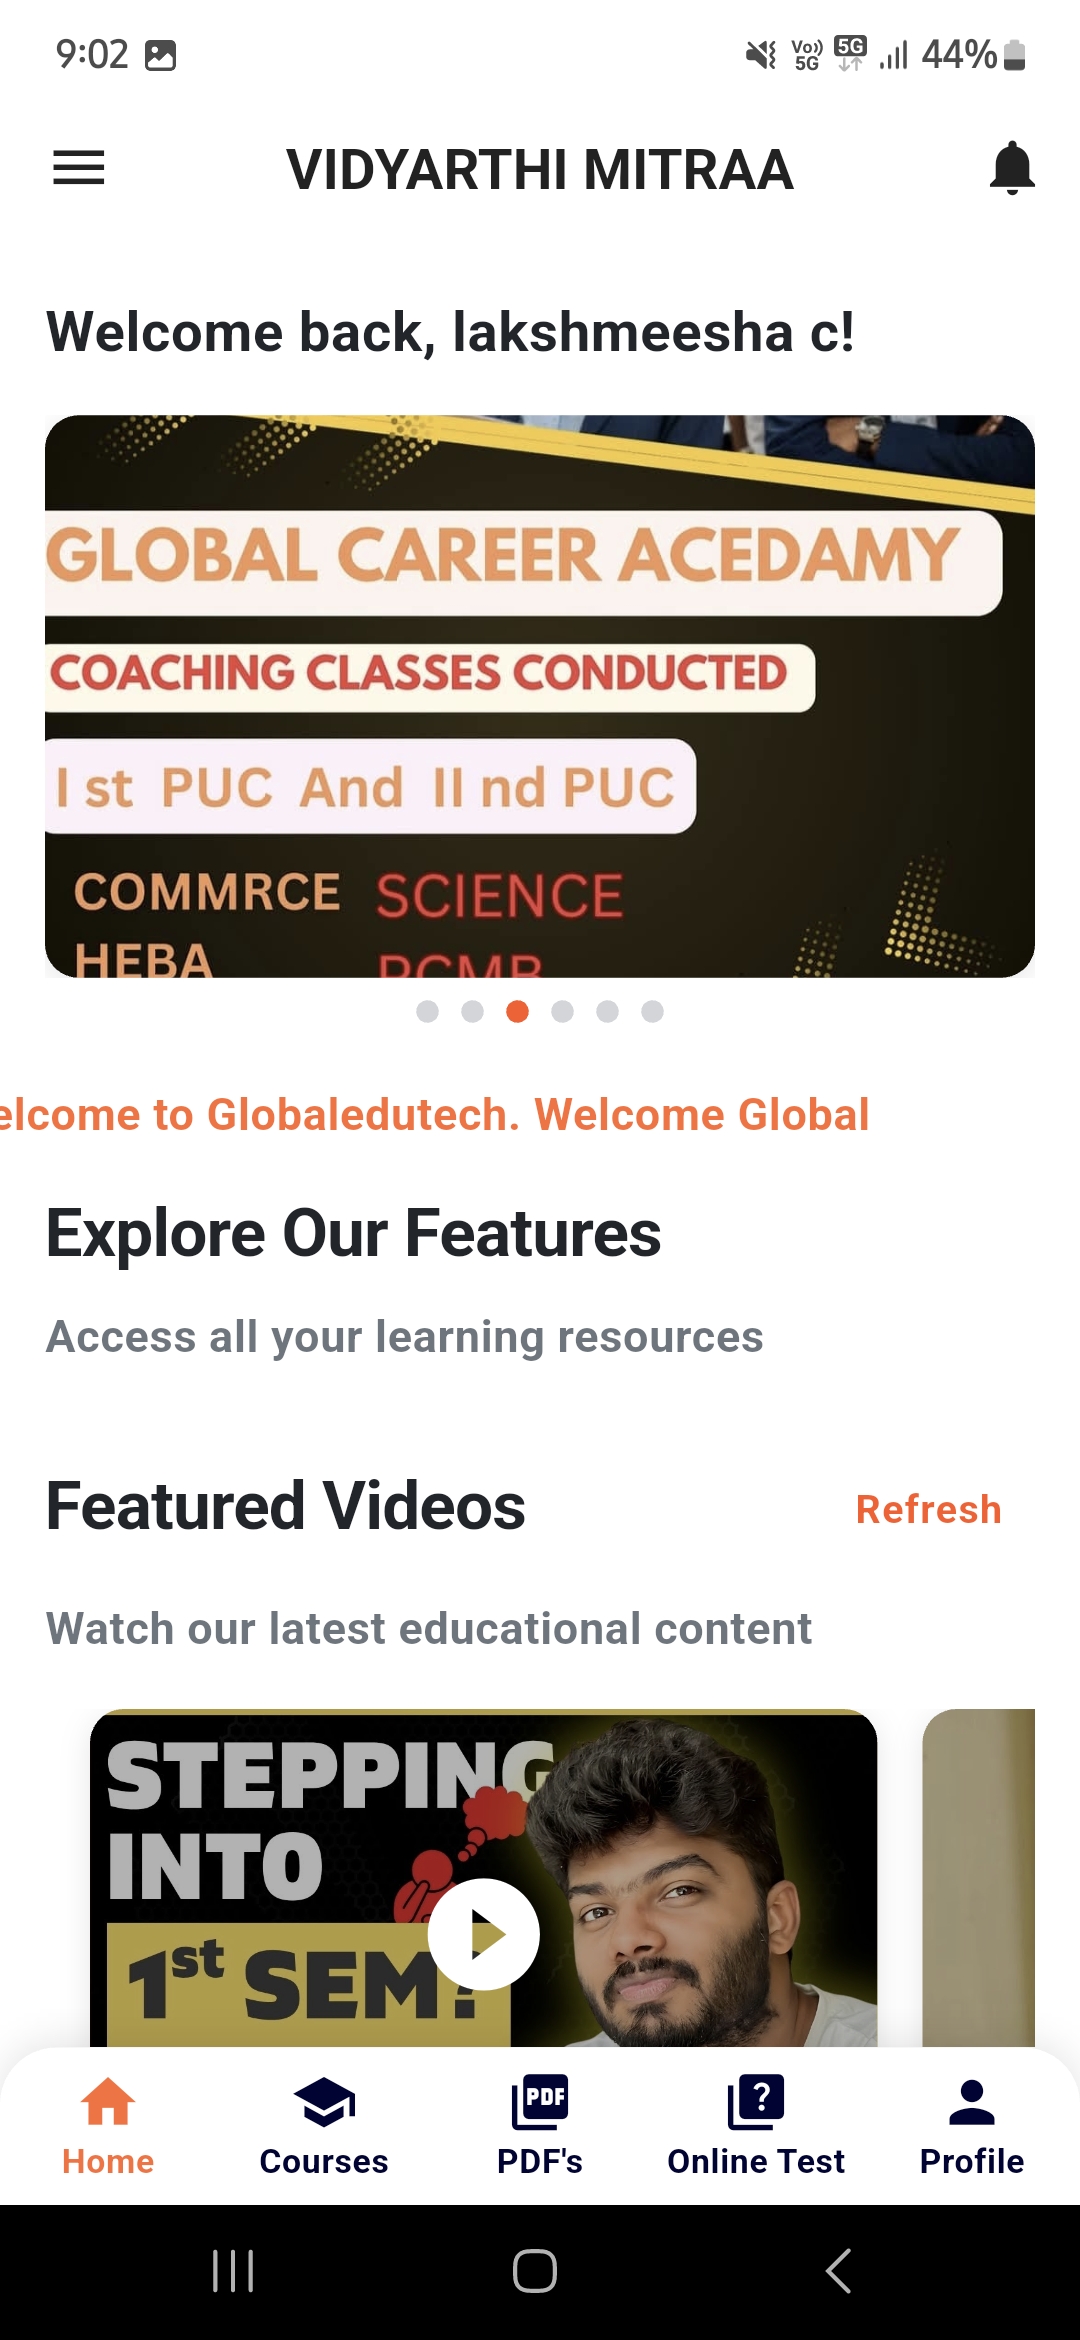 9:02
Vo)) 5G 5G 44%
VIDYARTHI MITRAA
Welcome back, lakshmeesha c!
GLOBAL CAREER ACEDAMY
COACHING CLASSES CONDUCTED
I st PUC And II nd PUC
COMMRCE SCIENCE
HEBA PCMB
elcome to Globaledutech. Welcome Global
Explore Our Features
Access all your learning resources
Featured Videos
Refresh
Watch our latest educational content
STEPPING
INTO
1st SEM?
PDF ?
Home Courses PDF's Online Test Profile